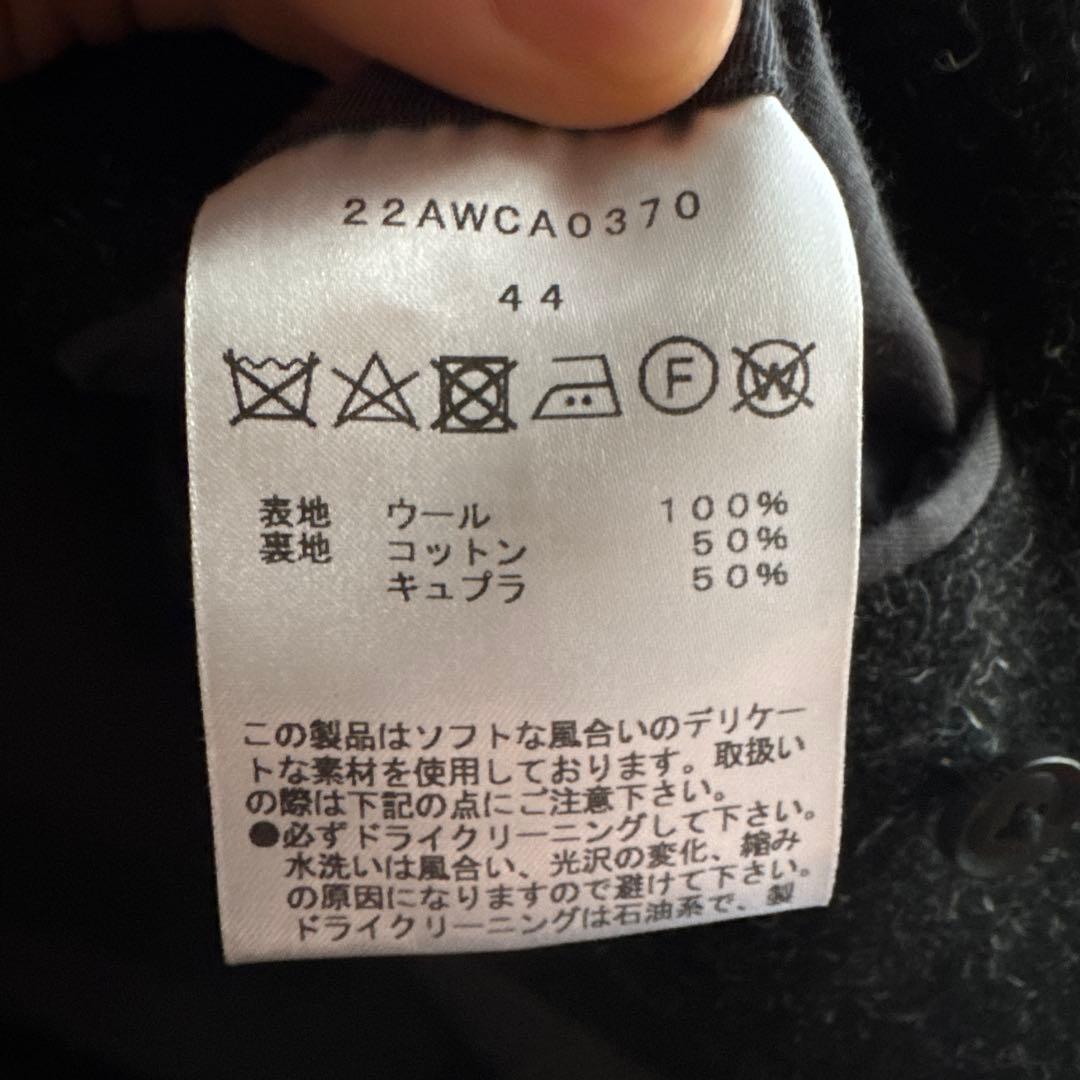 22AWCA0370
44
F W
表地 ウール 100%
裏地 コットン 50%
キュプラ 50%
この製品はソフトな風合いのデリケー
トな素材を使用しております。取扱い
の際は下記の点にご注意下さい。
●必ずドライクリーニングして下さい。
水洗いは風合い、光沢の変化、縮み
の原因になりますので避けて下さい。
ドライクリーニングは石油系で、製